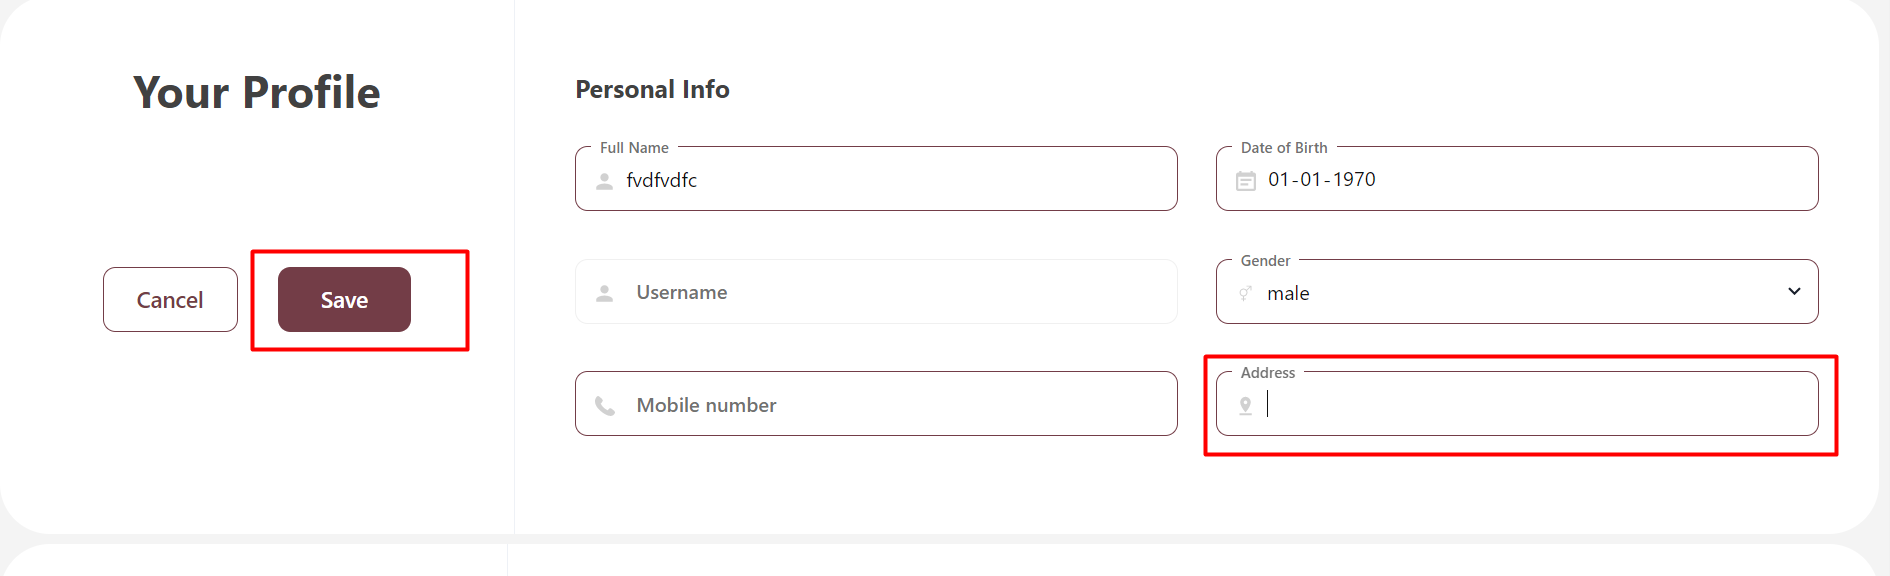 Your Profile
Cancel
Save
Personal Info
Full Name
fvdfvdfc
Date of Birth
01-01-1970
Username
Gender
male
Mobile number
Address